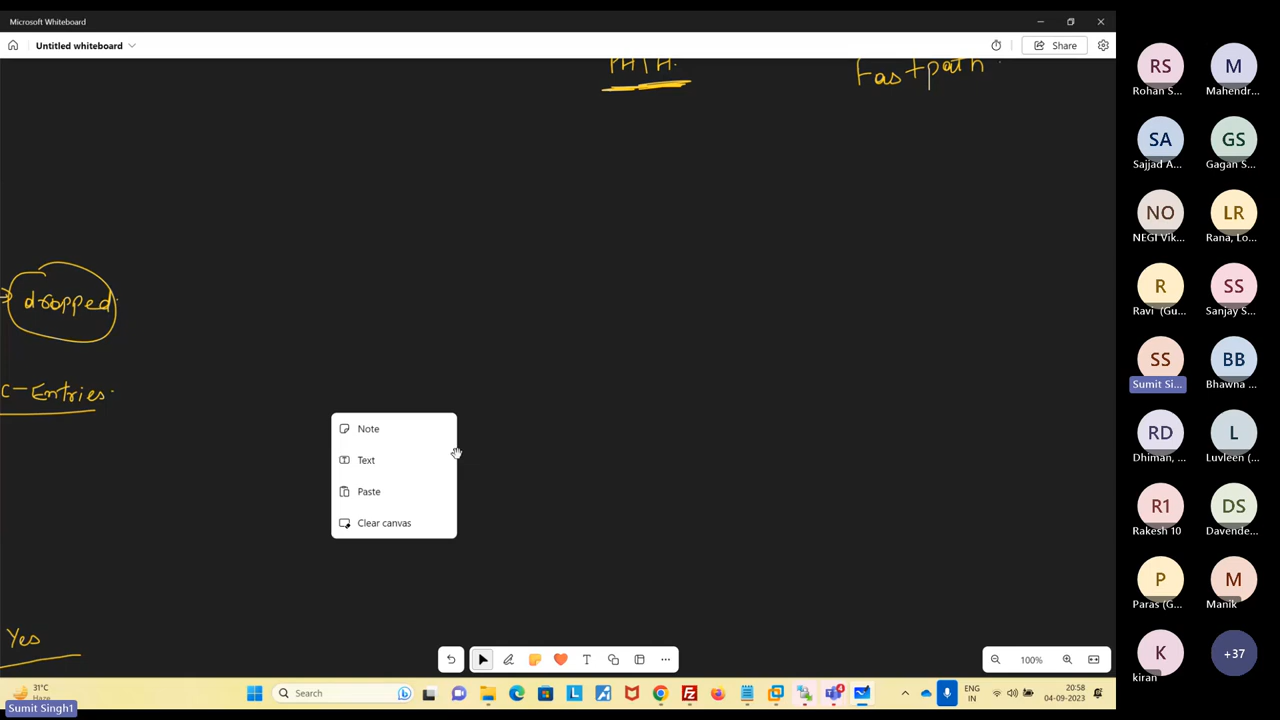 Microsoft Whiteboard
Untitled whiteboard
Share
PATH.
Fastpath
dropped
C-Entries.
Note
Text
Paste
Clear canvas
Yes
100%
RS
Rohan S...
M
Mahendr...
SA
Sajjad A...
GS
Gagan S...
NO
NEGI Vik...
LR
Rana, Lo...
R
Ravi (Gu...
SS
Sanjay S...
SS
Sumit Si...
BB
Bhawna ...
RD
Dhiman, ...
L
Luvleen (...
R1
Rakesh 10
DS
Davende...
P
Paras (G...
M
Manik
K
kiran
+37
31°C
Haze
Search
ENG
IN
20:58
04-09-2023
Sumit Singh1